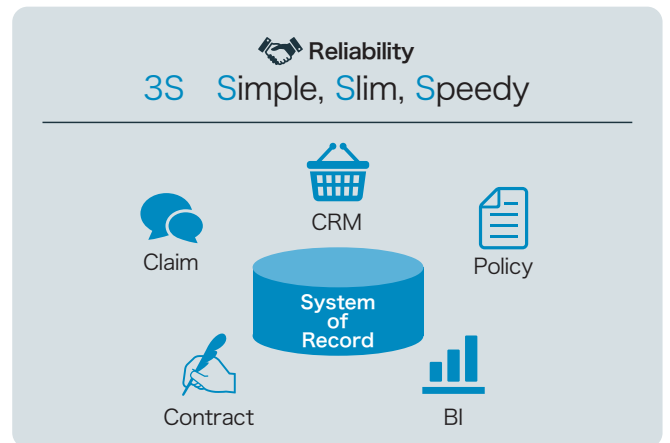 Reliability
3S Simple, Slim, Speedy
CRM
Claim
Policy
System
of
Record
Contract
BI